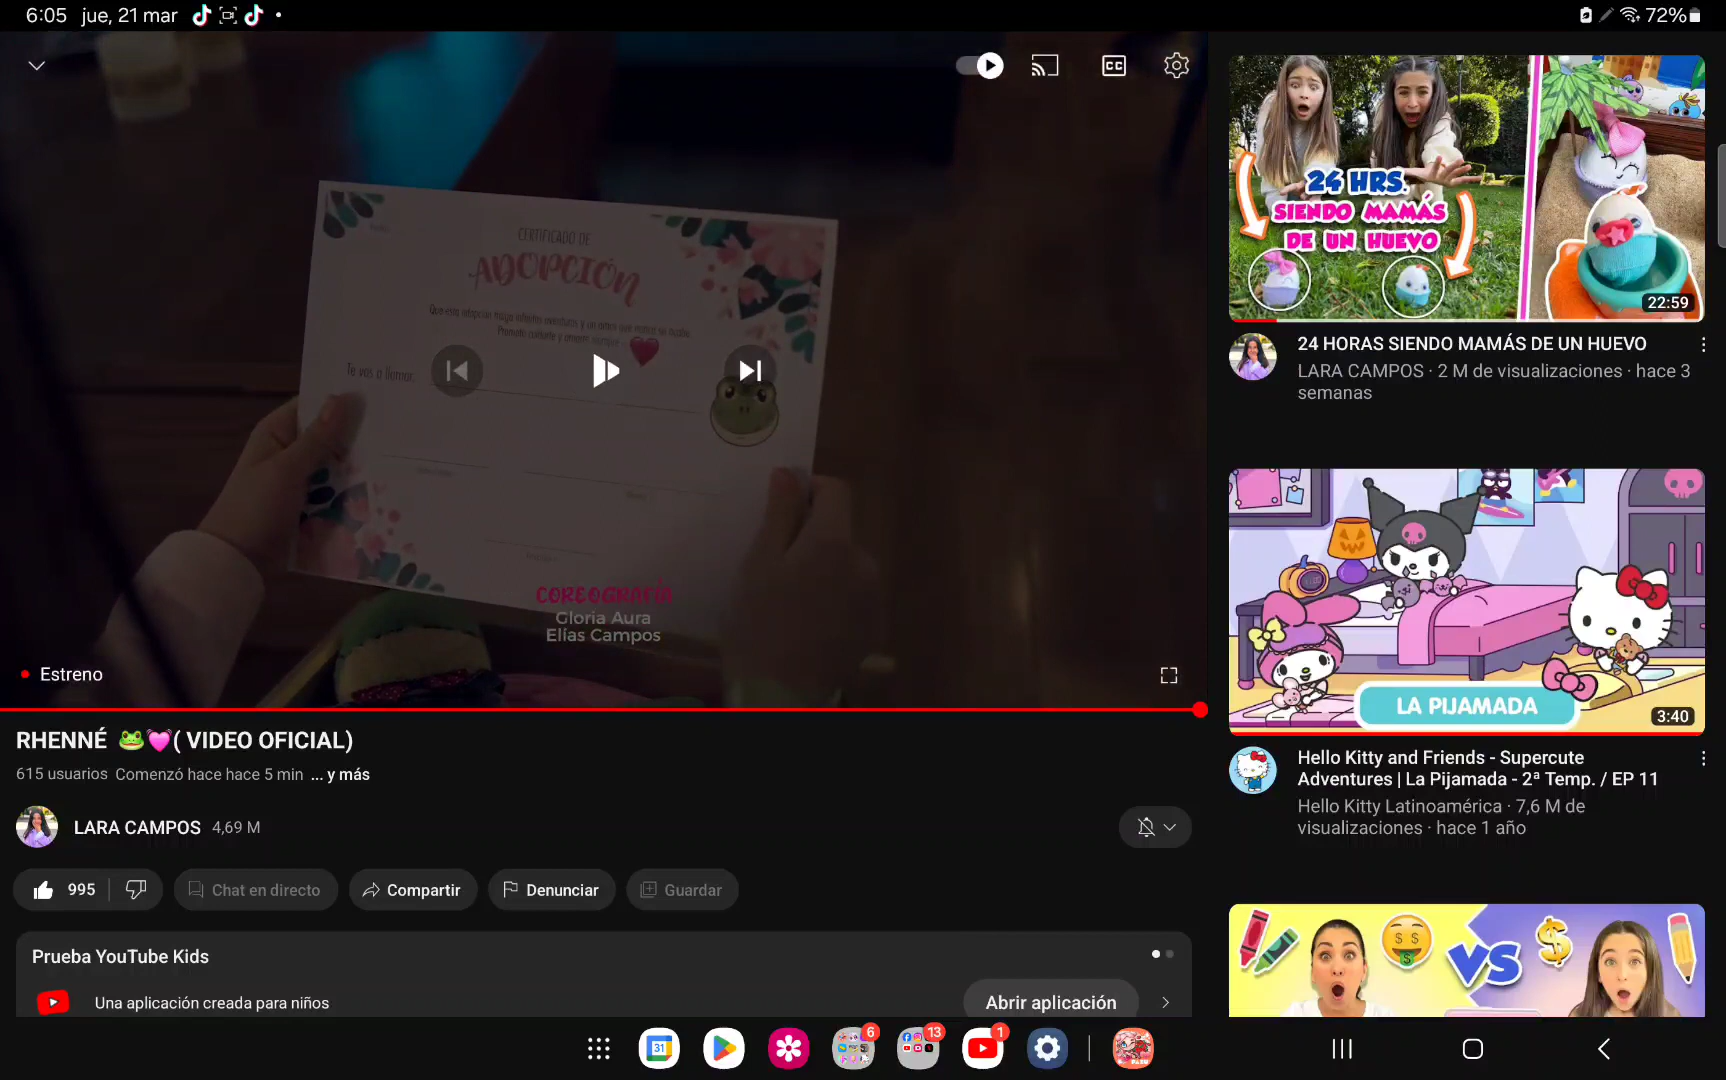 6:05 jue, 21 mar
72%
CC
CERTIFICADO DE
ADOPCIÓN
Te vas a llamar
COREOGRAFÍA
Gloria Aura
Elías Campos
Estreno
RHENNÉ 🐸💓( VIDEO OFICIAL)
615 usuarios Comenzó hace hace 5 min ... y más
LARA CAMPOS 4,69 M
995
Chat en directo
Compartir
Denunciar
Guardar
Prueba YouTube Kids
Una aplicación creada para niños
Abrir aplicación
24 HRS.
SIENDO MAMÁS
DE UN HUEVO
22:59
24 HORAS SIENDO MAMÁS DE UN HUEVO
LARA CAMPOS · 2 M de visualizaciones · hace 3
semanas
LA PIJAMADA
3:40
Hello Kitty and Friends - Supercute
Adventures | La Pijamada - 2ª Temp. / EP 11
Hello Kitty Latinoamérica · 7,6 M de
visualizaciones · hace 1 año
VS
31
6
13
1